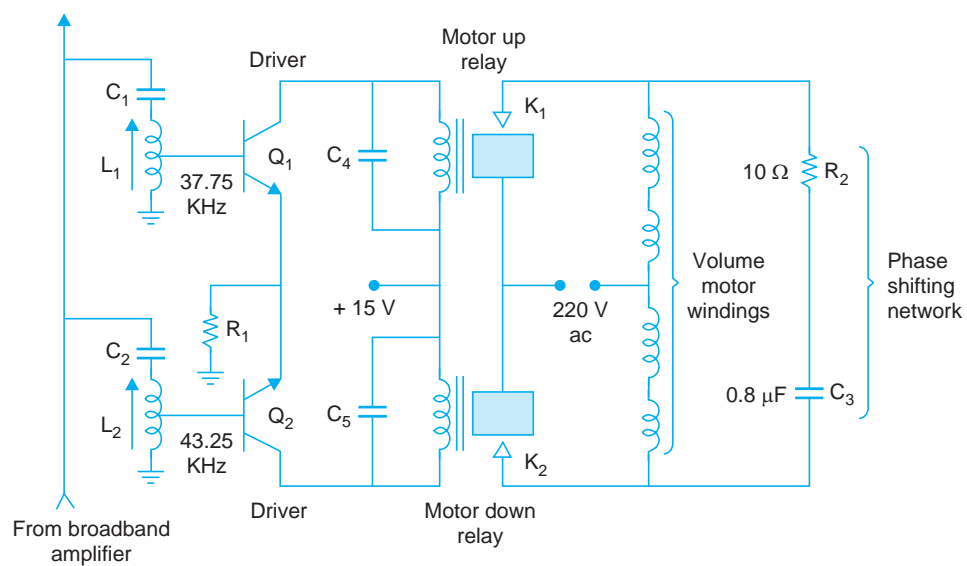 Motor up
relay
Driver
C1
K1
L1
Q1
C4
37.75
KHz
10 Ω
R2
Volume
motor
windings
Phase
shifting
network
+ 15 V
220 V
ac
R1
C2
L2
Q2
C5
0.8 μF
C3
43.25
KHz
K2
Driver
Motor down
relay
From broadband
amplifier